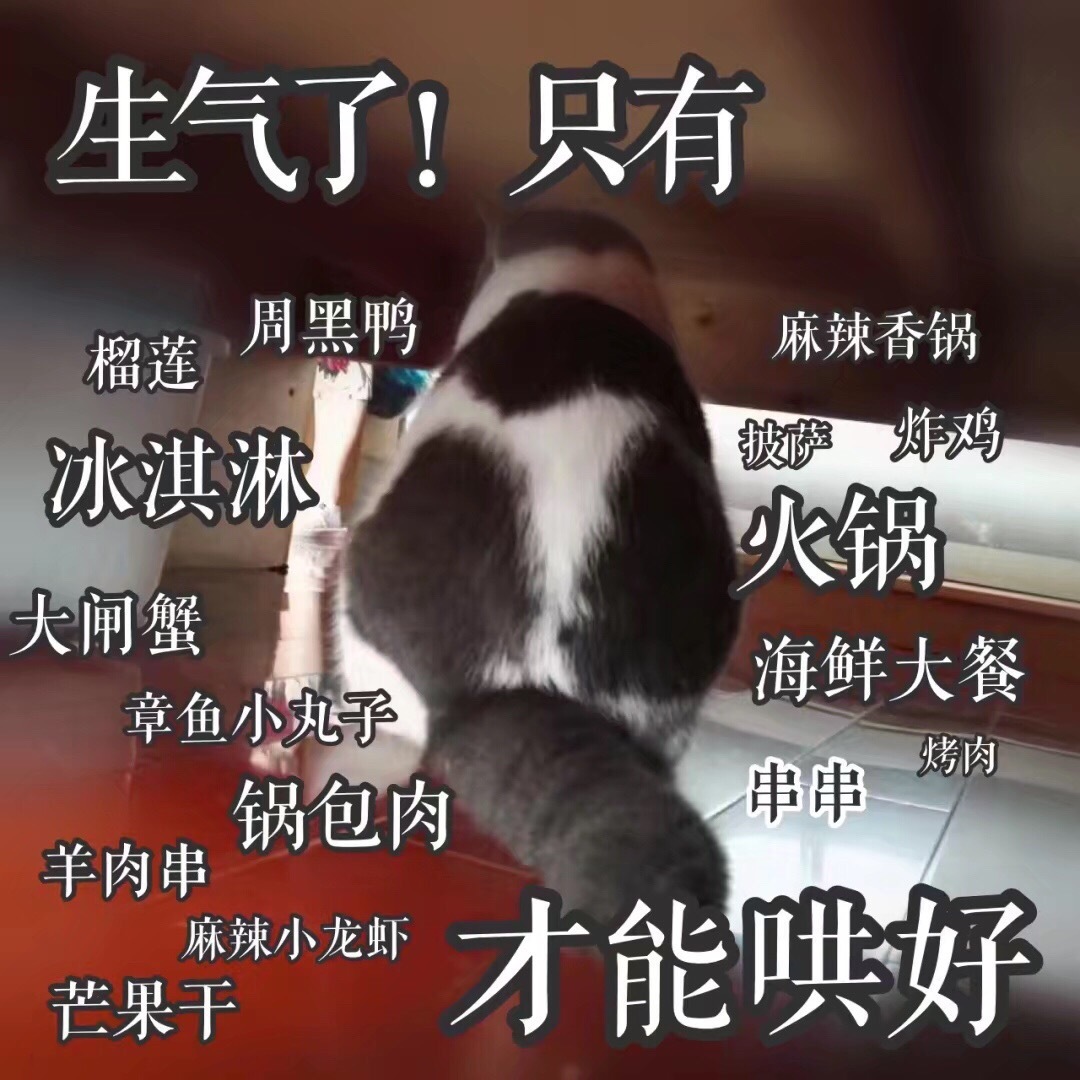 生气了！只有
周黑鸭
榴莲
冰淇淋
大闸蟹
章鱼小丸子
锅包肉
羊肉串
麻辣小龙虾
芒果干
麻辣香锅
披萨
炸鸡
火锅
海鲜大餐
烤肉
串串
才能哄好